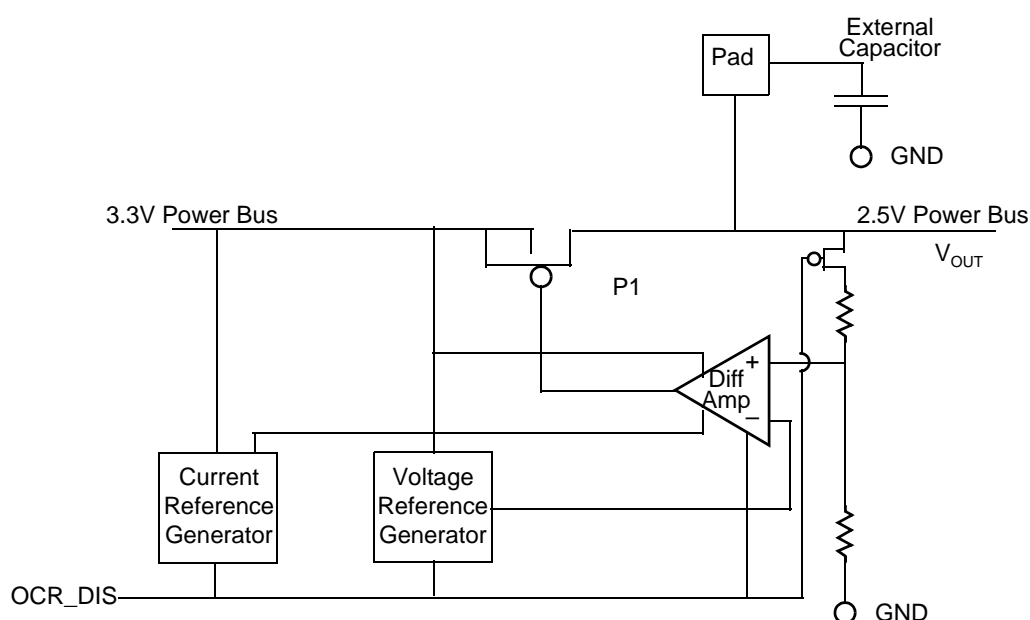 External
Capacitor
Pad
GND
3.3V Power Bus
2.5V Power Bus
VOUT
P1
+
Diff
Amp
–
Current
Reference
Generator
Voltage
Reference
Generator
OCR_DIS
GND